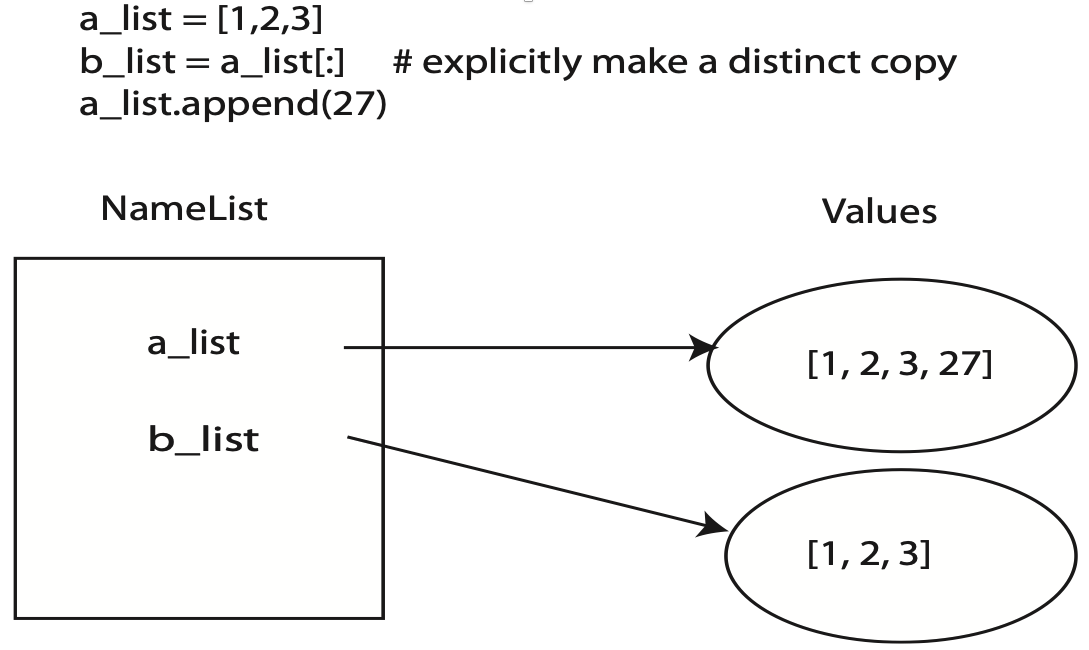 a_list = [1,2,3]
b_list = a_list[:] # explicitly make a distinct copy
a_list.append(27)
NameList
Values
a_list
[1, 2, 3, 27]
b_list
[1, 2, 3]